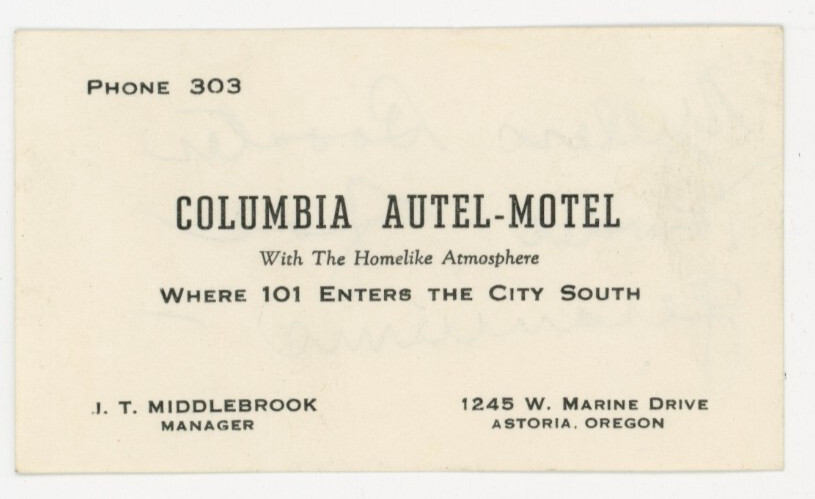 PHONE 303
COLUMBIA AUTEL-MOTEL
With The Homelike Atmosphere
WHERE 101 ENTERS THE CITY SOUTH
J. T. MIDDLEBROOK
MANAGER
1245 W. MARINE DRIVE
ASTORIA, OREGON